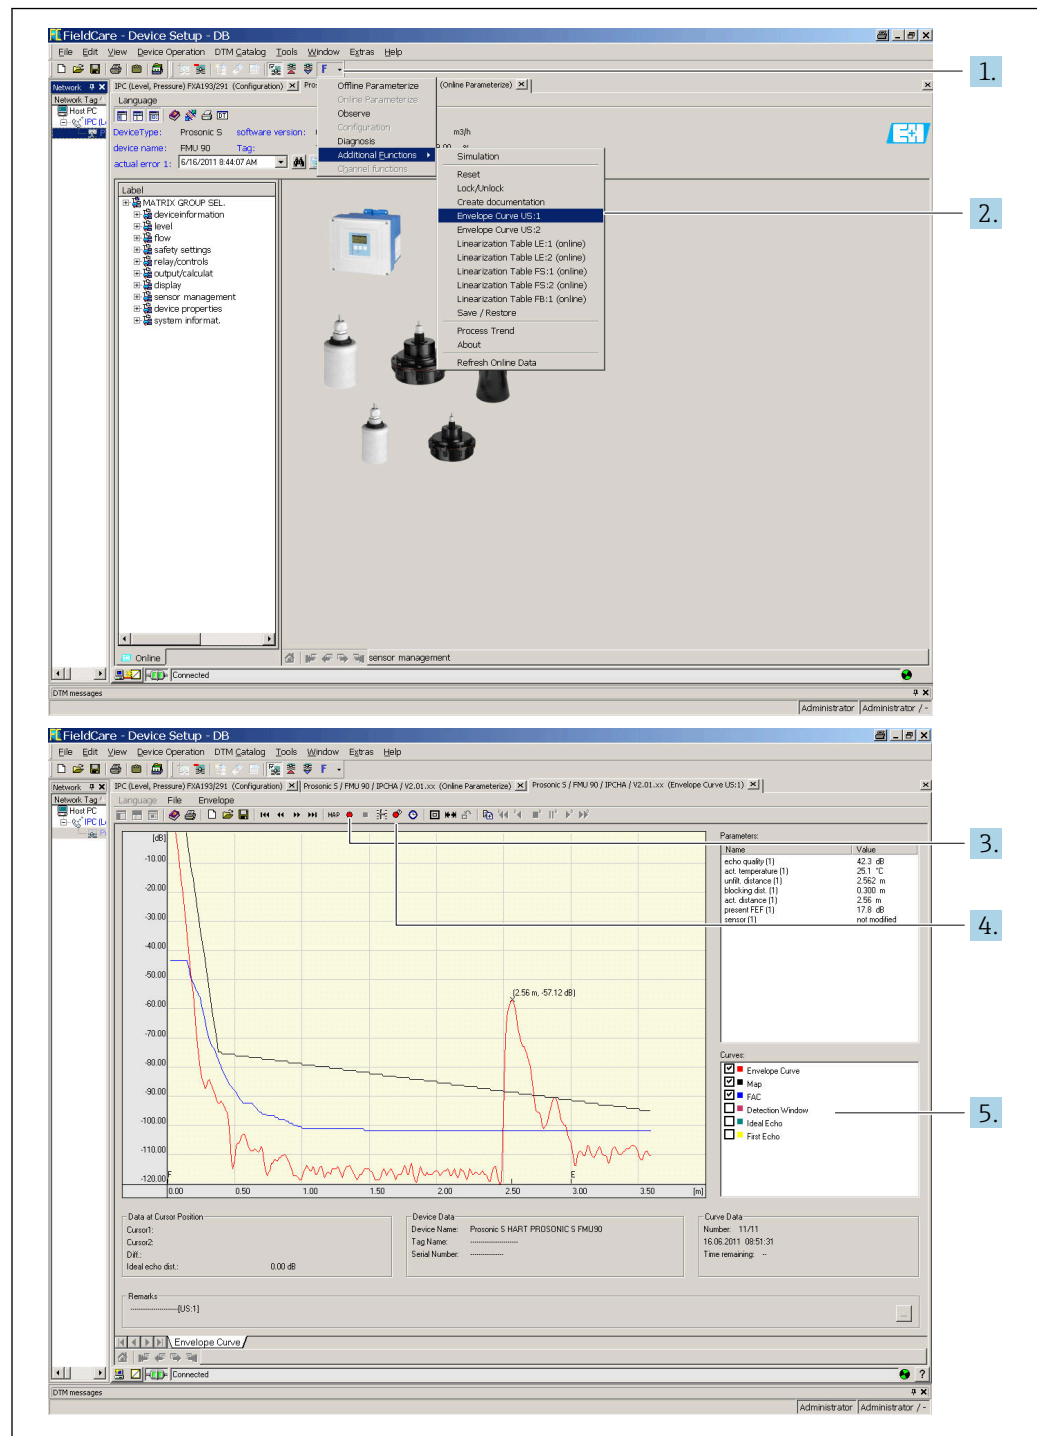 FieldCare - Device Setup - DB
File Edit View Device Operation DTM Catalog Tools Window Extras Help
F
1.
Network
IPC (Level, Pressure) FXA193/291 (Configuration) Pro (Online Parameterize)
Network Tag
Host PC
IPC (L
P
Language
DeviceType: Prosonic S software version: m3/h
device name: FMU 90 Tag:
actual error 1: 6/16/2011 8:44:07 AM
Offline Parameterize
Online Parameterize
Observe
Configuration
Diagnosis
Additional Functions
Channel functions
Simulation
Reset
Lock/Unlock
Create documentation
Envelope Curve US:1
Envelope Curve US:2
Linearization Table LE:1 (online)
Linearization Table LE:2 (online)
Linearization Table FS:1 (online)
Linearization Table FS:2 (online)
Linearization Table FB:1 (online)
Save / Restore
Process Trend
About
Refresh Online Data
2.
E+H
Label
MATRIX GROUP SEL.
deviceinformation
level
flow
safety settings
relay/controls
output/calculat
display
sensor management
device properties
system informat.
Online
sensor management
Connected
DTM messages
Administrator Administrator / -
FieldCare - Device Setup - DB
File Edit View Device Operation DTM Catalog Tools Window Extras Help
F
Network
IPC (Level, Pressure) FXA193/291 (Configuration) Prosonic S / FMU 90 / IPCHA / V2.01.xx (Online Parameterize) Prosonic S / FMU 90 / IPCHA / V2.01.xx (Envelope Curve US:1)
Network Tag
Host PC
IPC (L
P
Language File Envelope
MAP
3.
4.
5.
[dB]
-10.00
-20.00
-30.00
-40.00
-50.00
-60.00
-70.00
-80.00
-90.00
-100.00
-110.00
-120.00
(2.56 m, -57.12 dB)
F
E
0.00 0.50 1.00 1.50 2.00 2.50 3.00 3.50 [m]
Parameters:
Name Value
echo quality (1) 42.3 dB
act. temperature (1) 25.1 °C
unfilt. distance (1) 2.562 m
blocking dist. (1) 0.300 m
act. distance (1) 2.56 m
present FEF (1) 17.8 dB
sensor (1) not modified
Curves:
Envelope Curve
Map
FAC
Detection Window
Ideal Echo
First Echo
Data at Cursor Position
Cursor1:
Cursor2:
Diff.:
Ideal echo dist.: 0.00 dB
Device Data
Device Name: Prosonic S HART PROSONIC S FMU90
Tag Name: --------------------
Serial Number: --------------
Curve Data
Number: 11/11
16.06.2011 08:51:31
Time remaining: --
Remarks
--------------------(US:1)
...
Envelope Curve
Connected
?
DTM messages
Administrator Administrator / -